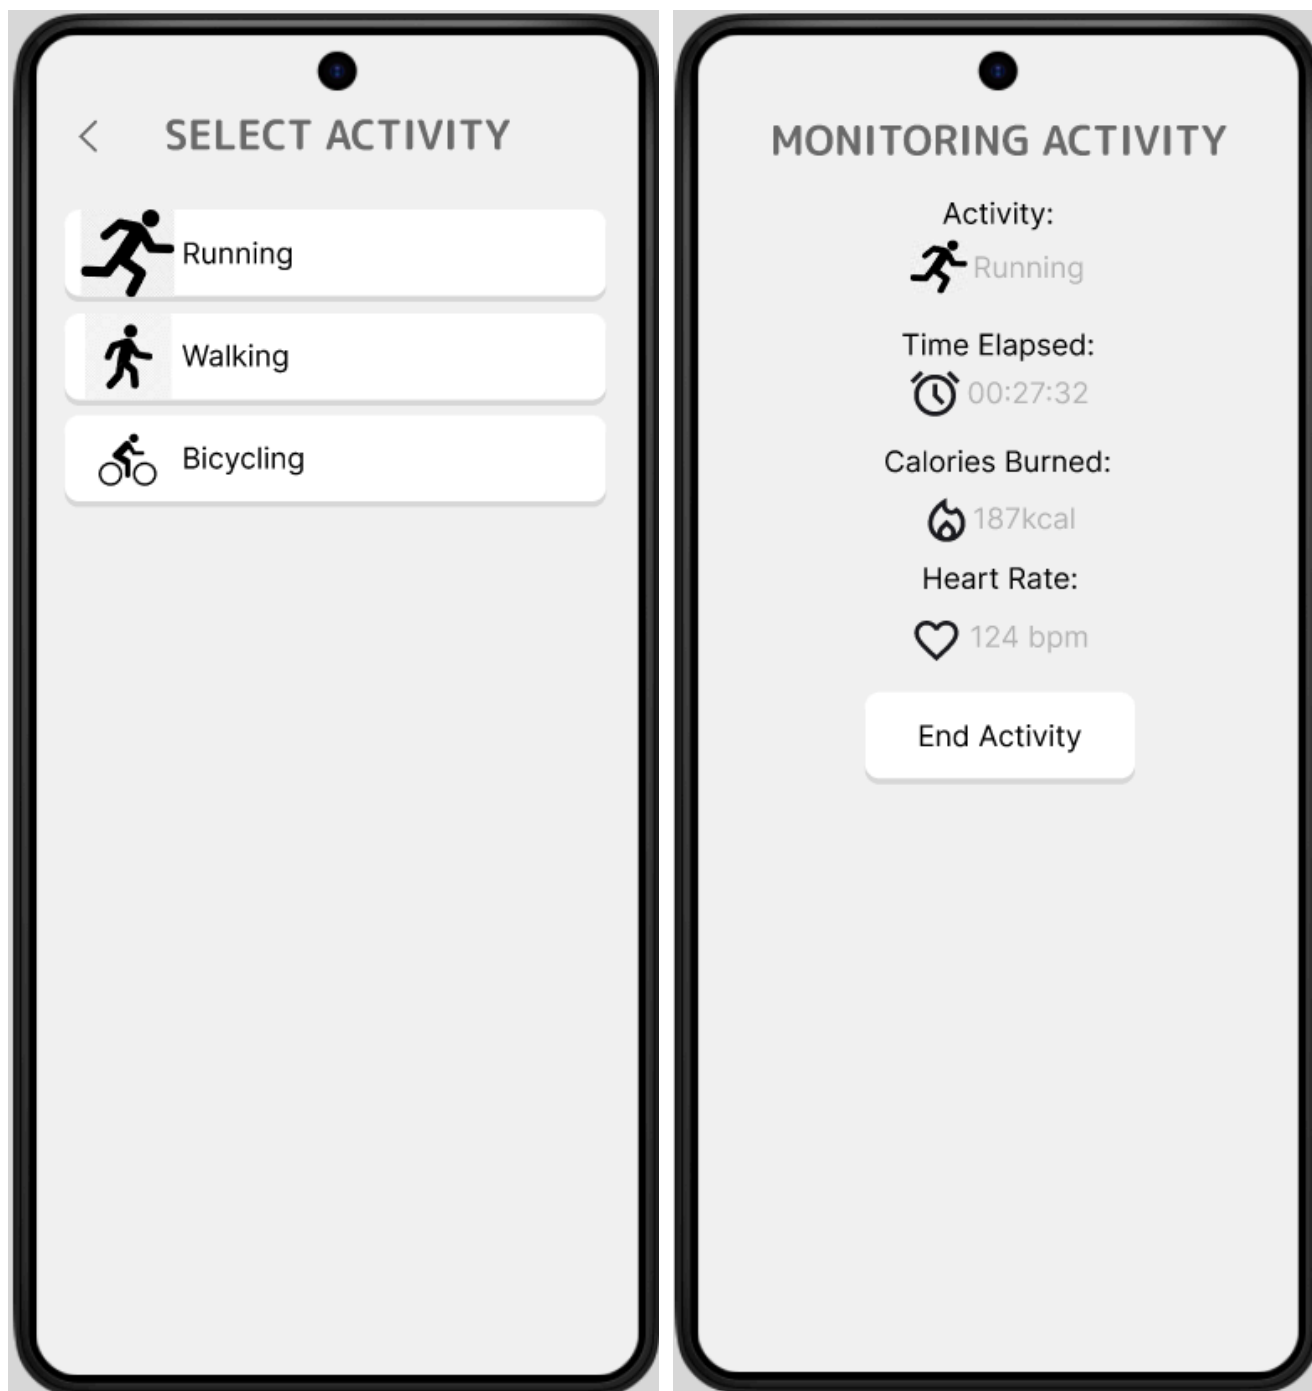 SELECT ACTIVITY
Running
Walking
Bicycling
MONITORING ACTIVITY
Activity:
Running
Time Elapsed:
00:27:32
Calories Burned:
187kcal
Heart Rate:
124 bpm
End Activity